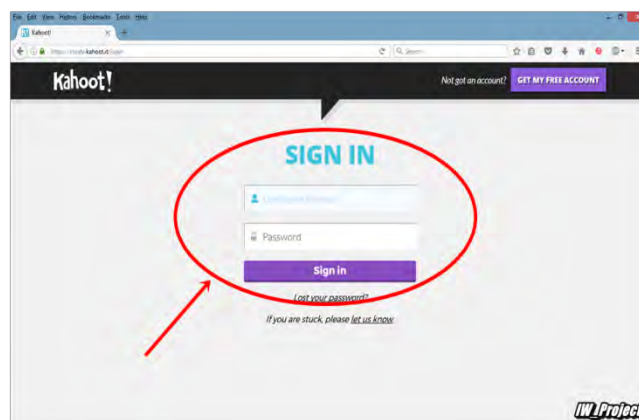 File Edit View History Bookmarks Tools Help
Kahoot!
Kahoot!
Not got an account?
GET MY FREE ACCOUNT
SIGN IN
Password
Sign in
Lost your password?
If you are stuck, please let us know
IW_Project